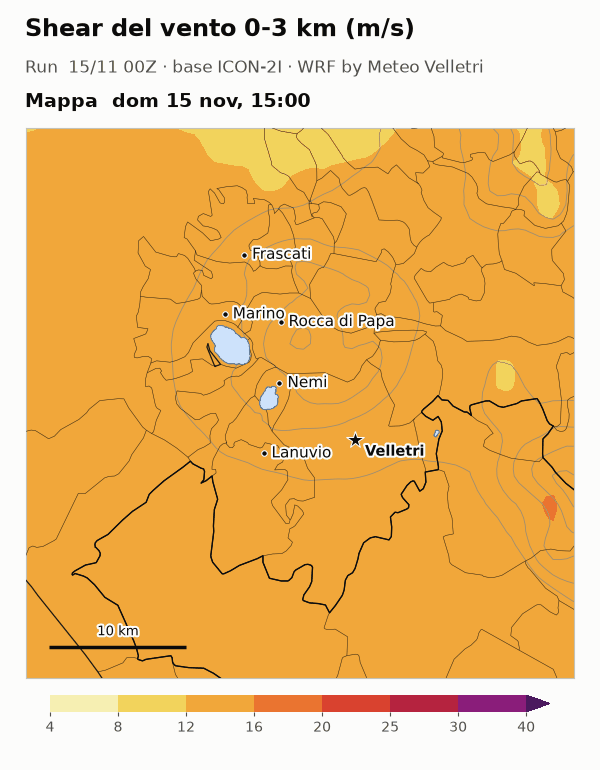 Shear del vento 0-3 km (m/s)
Run  15/11 00Z · base ICON-2I · WRF by Meteo Velletri
Mappa  dom 15 nov, 15:00
Frascati
Marino
Rocca di Papa
Nemi
Velletri
Lanuvio
10 km
4 8 12 16 20 25 30 40